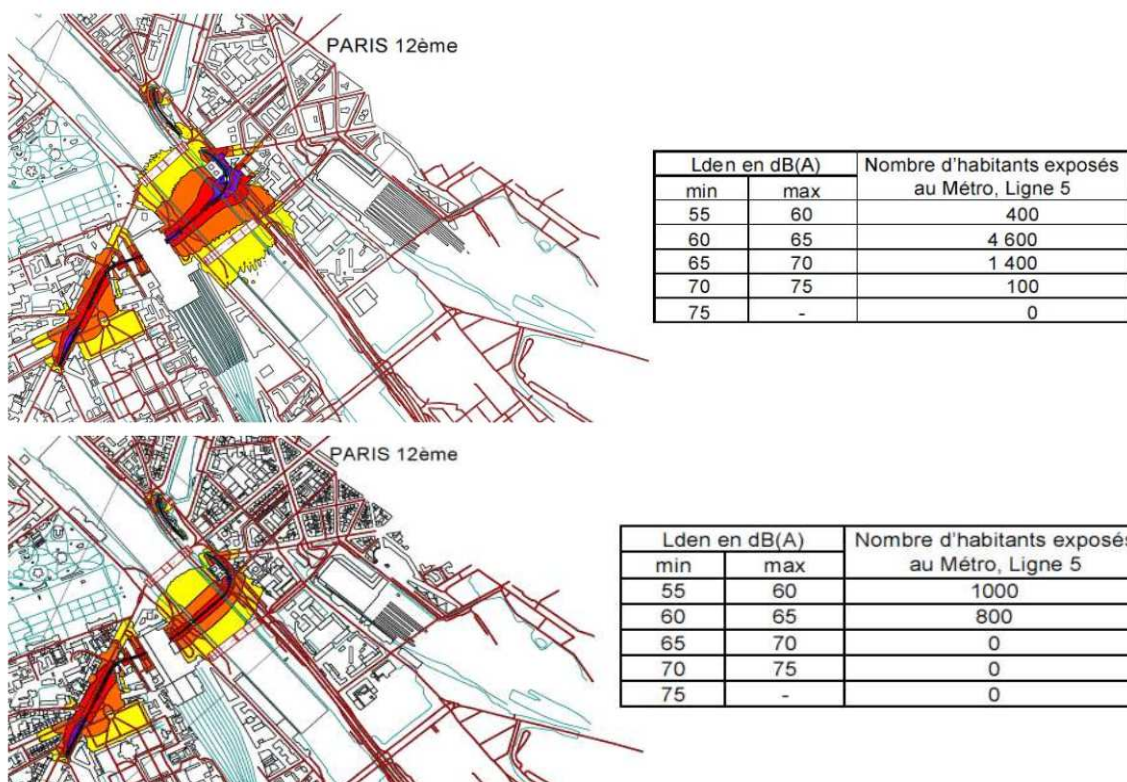 PARIS 12ème
Lden en dB(A) Nombre d'habitants exposés
min max au Métro, Ligne 5
55 60 400
60 65 4 600
65 70 1 400
70 75 100
75 - 0
PARIS 12ème
Lden en dB(A) Nombre d'habitants exposés
min max au Métro, Ligne 5
55 60 1000
60 65 800
65 70 0
70 75 0
75 - 0